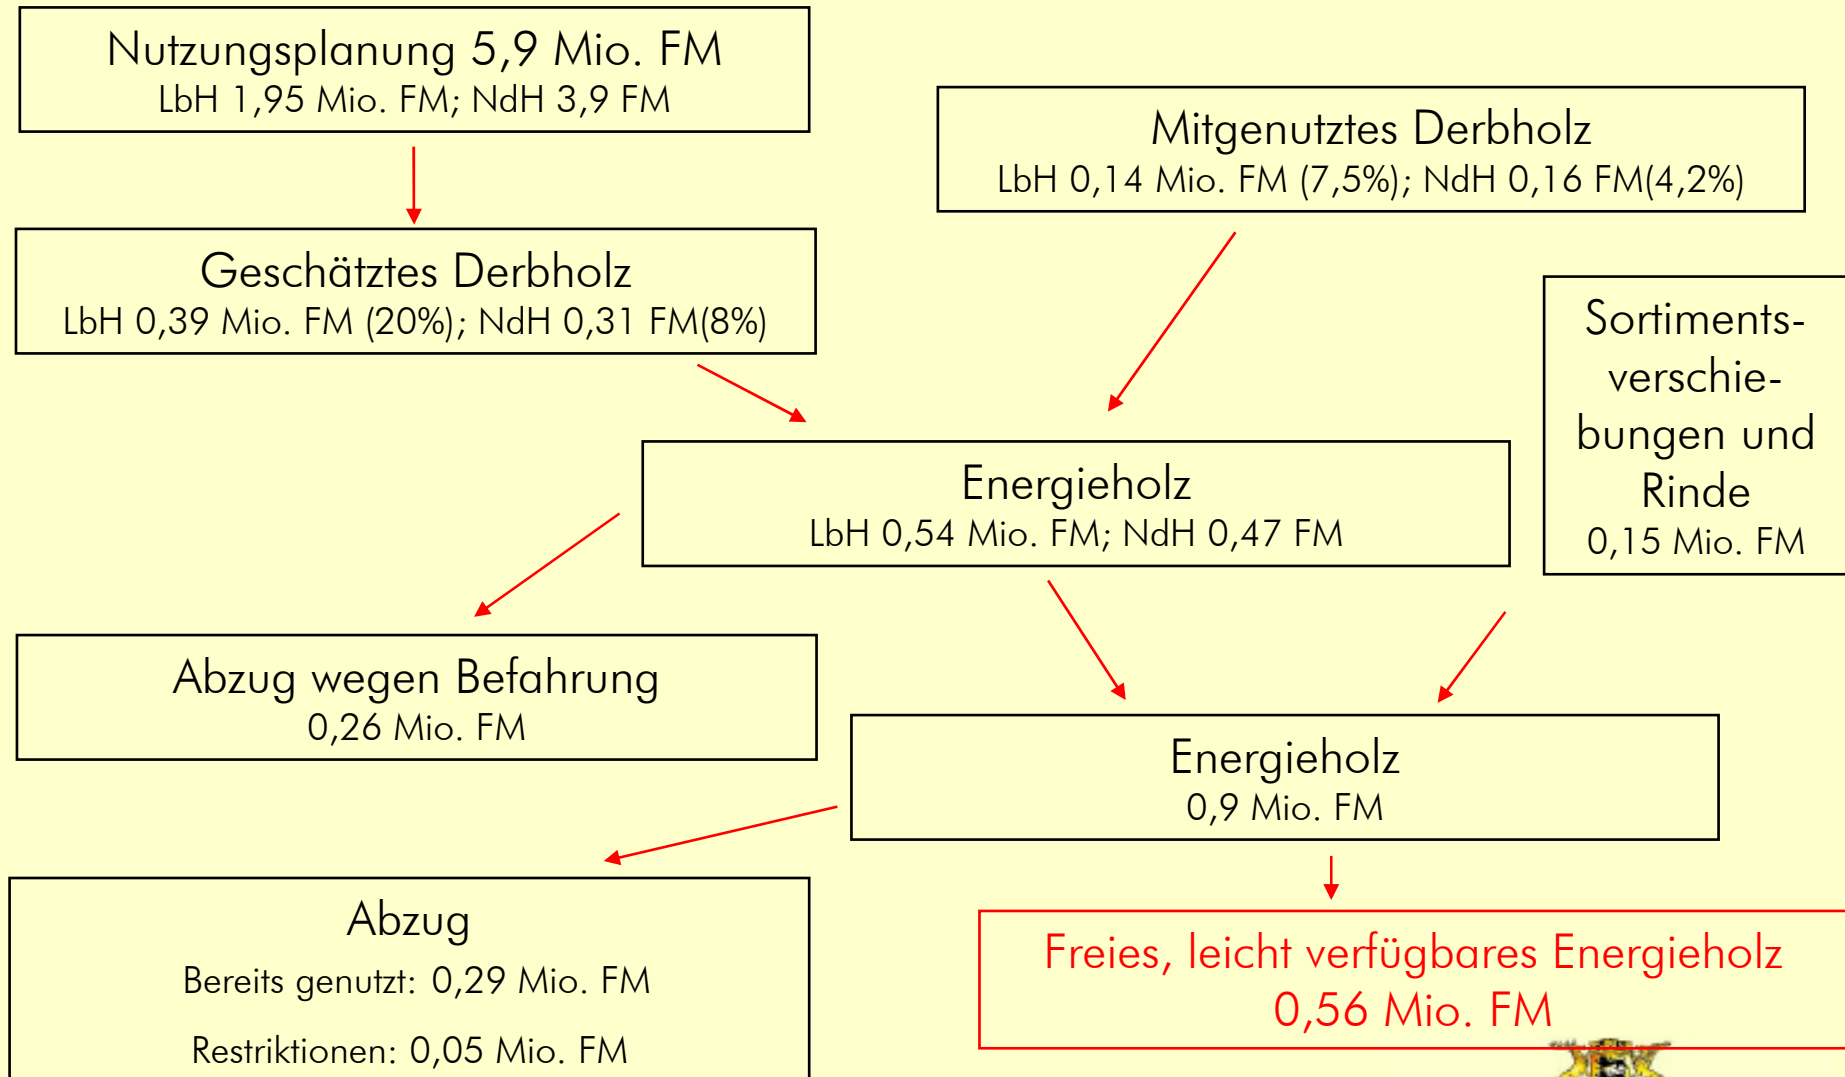 Nutzungsplanung 5,9 Mio. FM
LbH 1,95 Mio. FM; NdH 3,9 FM
Mitgenutztes Derbholz
LbH 0,14 Mio. FM (7,5%); NdH 0,16 FM(4,2%)
Geschätztes Derbholz
LbH 0,39 Mio. FM (20%); NdH 0,31 FM(8%)
Sortiments-
verschie-
bungen und
Rinde
0,15 Mio. FM
Energieholz
LbH 0,54 Mio. FM; NdH 0,47 FM
Abzug wegen Befahrung
0,26 Mio. FM
Energieholz
0,9 Mio. FM
Abzug
Bereits genutzt: 0,29 Mio. FM
Restriktionen: 0,05 Mio. FM
Freies, leicht verfügbares Energieholz
0,56 Mio. FM